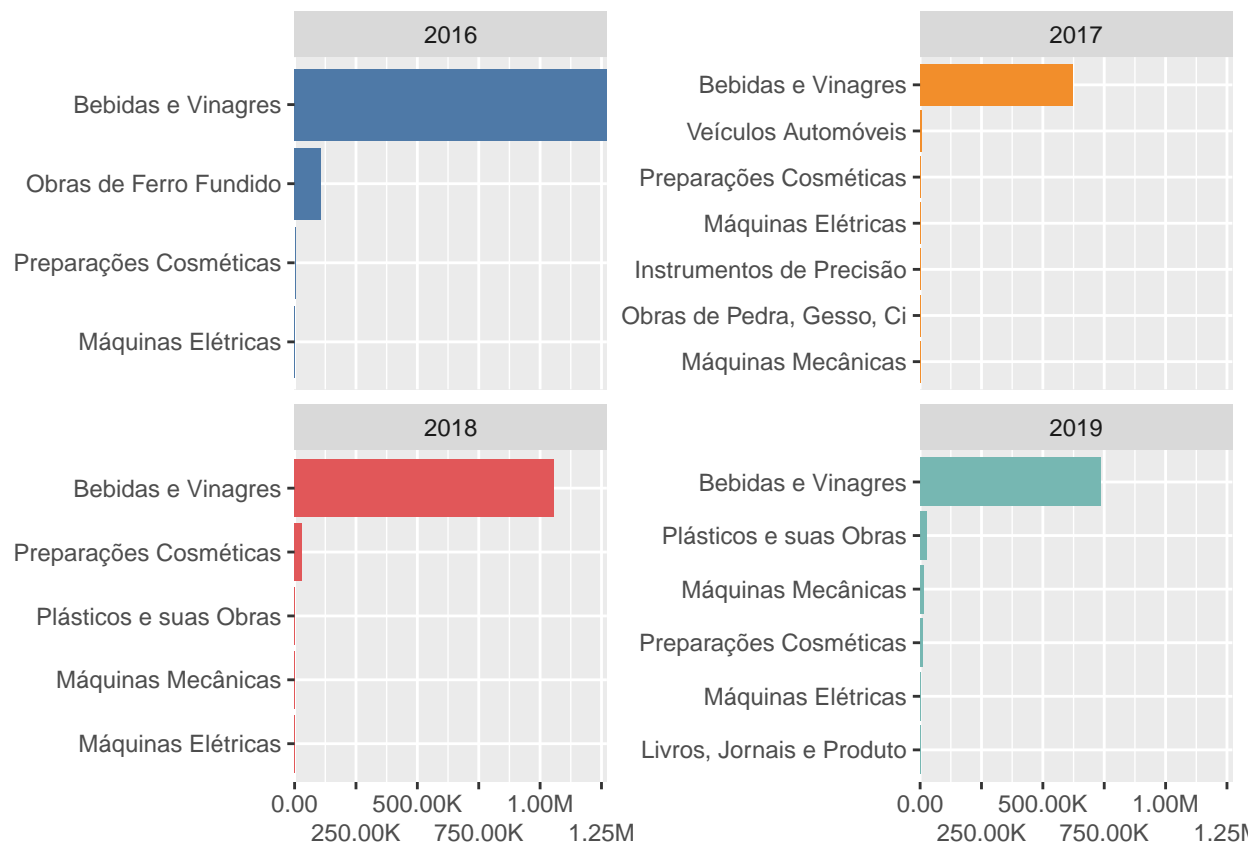 2016
Bebidas e Vinagres
Obras de Ferro Fundido
Preparações Cosméticas
Máquinas Elétricas
2017
Bebidas e Vinagres
Veículos Automóveis
Preparações Cosméticas
Máquinas Elétricas
Instrumentos de Precisão
Obras de Pedra, Gesso, Ci
Máquinas Mecânicas
2018
Bebidas e Vinagres
Preparações Cosméticas
Plásticos e suas Obras
Máquinas Mecânicas
Máquinas Elétricas
0.00 500.00K 1.00M
250.00K 750.00K 1.25M
2019
Bebidas e Vinagres
Plásticos e suas Obras
Máquinas Mecânicas
Preparações Cosméticas
Máquinas Elétricas
Livros, Jornais e Produto
0.00 500.00K 1.00M
250.00K 750.00K 1.25M